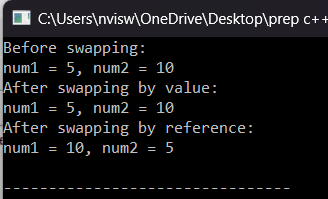 C:\Users\nvisw\OneDrive\Desktop\prep c++
Before swapping:
num1 = 5, num2 = 10
After swapping by value:
num1 = 5, num2 = 10
After swapping by reference:
num1 = 10, num2 = 5
--------------------------------